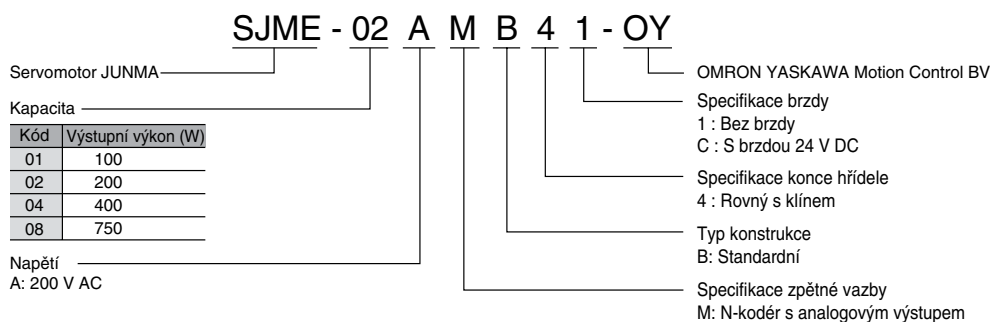 SJME - 02 A M B 4 1 - OY
Servomotor JUNMA
Kapacita
Kód Výstupní výkon (W)
01 100
02 200
04 400
08 750
Napětí
A: 200 V AC
OMRON YASKAWA Motion Control BV
Specifikace brzdy
1 : Bez brzdy
C : S brzdou 24 V DC
Specifikace konce hřídele
4 : Rovný s klínem
Typ konstrukce
B: Standardní
Specifikace zpětné vazby
M: N-kodér s analogovým výstupem